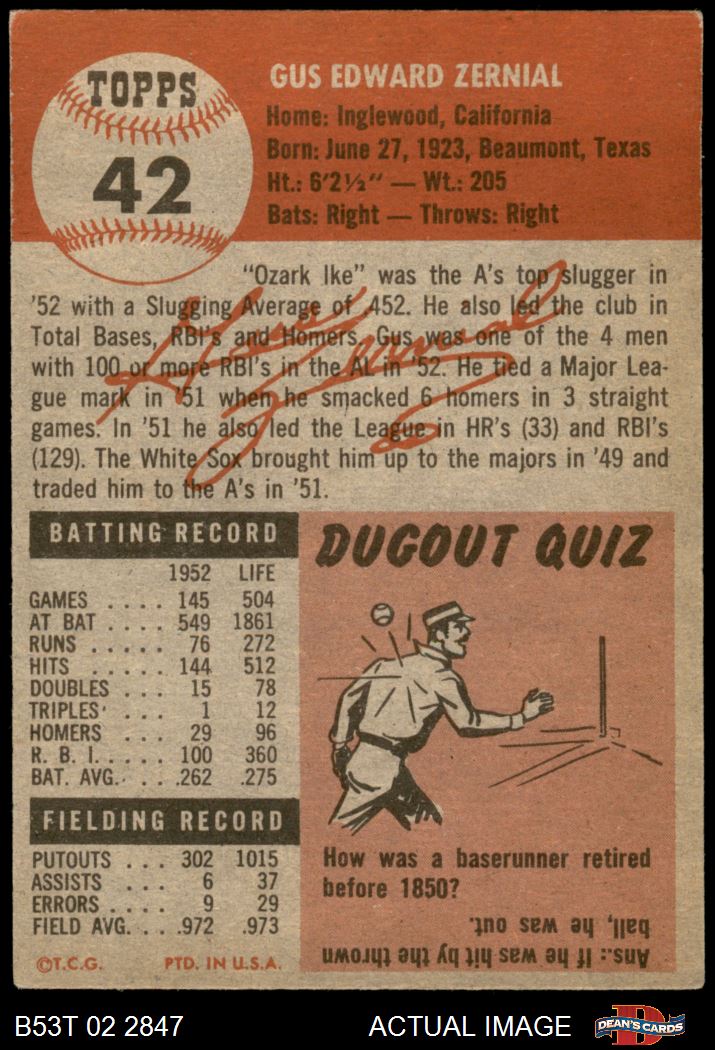 TOPPS
42
GUS EDWARD ZERNIAL
Home: Inglewood, California
Born: June 27, 1923, Beaumont, Texas
Ht.: 6'2½" — Wt.: 205
Bats: Right — Throws: Right
"Ozark Ike" was the A's top slugger in
'52 with a Slugging Average of .452. He also led the club in
Total Bases, RBI's and Homers. Gus was one of the 4 men
with 100 or more RBI's in the AL in '52. He tied a Major Lea-
gue mark in '51 when he smacked 6 homers in 3 straight
games. In '51 he also led the League in HR's (33) and RBI's
(129). The White Sox brought him up to the majors in '49 and
traded him to the A's in '51.
Gus Zernial
BATTING RECORD
1952 LIFE
GAMES .... 145 504
AT BAT .... 549 1861
RUNS ..... 76 272
HITS ..... 144 512
DOUBLES ... 15 78
TRIPLES ... 1 12
HOMERS ... 29 96
R. B. I. .... 100 360
BAT. AVG. .. .262 .275
FIELDING RECORD
PUTOUTS ... 302 1015
ASSISTS ... 6 37
ERRORS .... 9 29
FIELD AVG. .. .972 .973
©T.C.G. PTD. IN U.S.A.
DUGOUT QUIZ
How was a baserunner retired
before 1850?
Ans.: If he was hit by the thrown
ball, he was out.
B53T 02 2847 ACTUAL IMAGE
D
DEAN'S CARDS